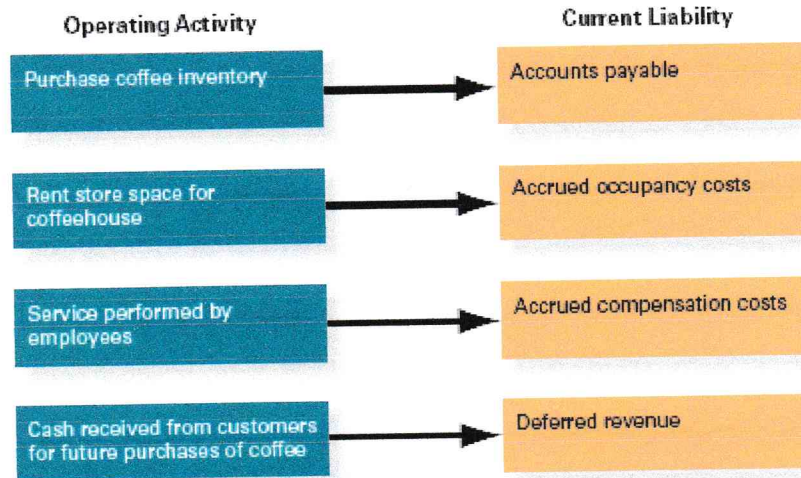 Operating Activity
Current Liability
Purchase coffee inventory
Accounts payable
Rent store space for
coffeehouse
Accrued occupancy costs
Service performed by
employees
Accrued compensation costs
Cash received from customers
for future purchases of coffee
Deferred revenue